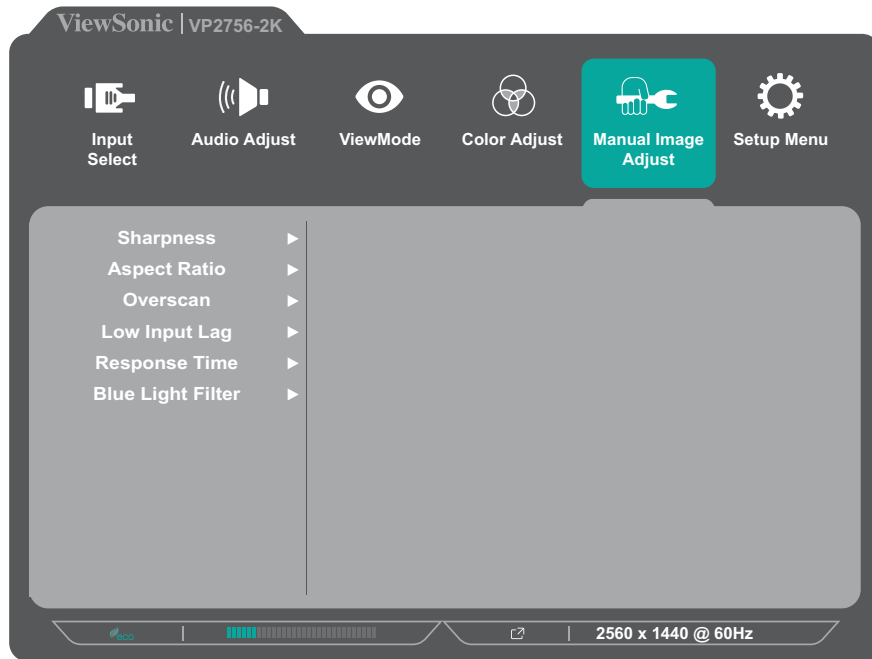 ViewSonic | VP2756-2K
Input
Select
Audio Adjust
ViewMode
Color Adjust
Manual Image
Adjust
Setup Menu
Sharpness
Aspect Ratio
Overscan
Low Input Lag
Response Time
Blue Light Filter
eco
2560 x 1440 @ 60Hz